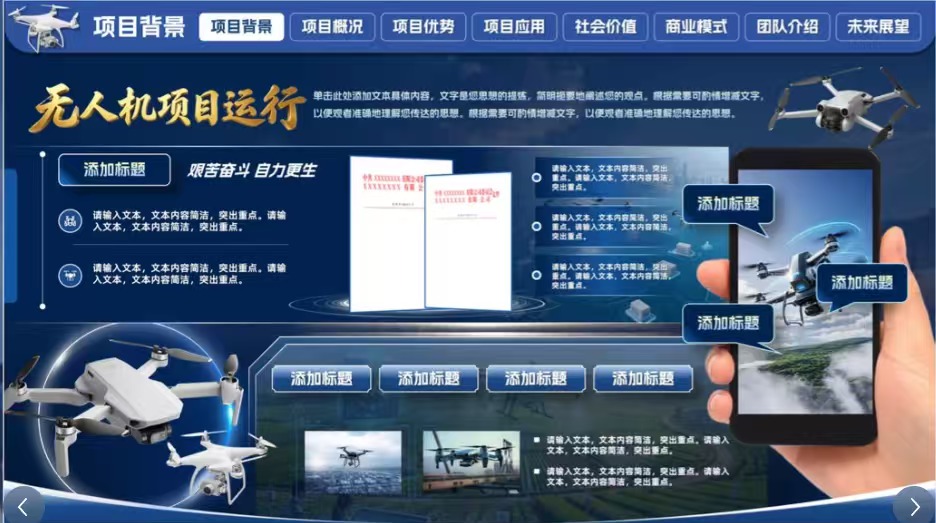 项目背景
项目背景
项目概况
项目优势
项目应用
社会价值
商业模式
团队介绍
未来展望
无人机项目运行
单击此处添加文本具体内容，文字是您思想的提炼，简明扼要地阐述您的观点。根据需要可酌情增减文字，
以便观者准确地理解您传达的思想。根据需要可酌情增减文字，以便观者准确地理解您传达的思想。
添加标题
艰苦奋斗 自力更生
请输入文本，文本内容简洁，突出重点。请输
入文本，文本内容简洁，突出重点。
请输入文本，文本内容简洁，突出重点。请输
入文本，文本内容简洁，突出重点。
XXXXXXXX 有限 公
XXXXXXXX 有限 公司
请输入文本，文本内容简洁，突出
重点。请输入文本，文本内容简洁，
突出重点。
请输入文本，文本内容简洁，突出
重点。请输入文本，文本内容简洁，
突出重点。
请输入文本，文本内容简洁，突出
重点。请输入文本，文本内容简洁，
突出重点。
添加标题
添加标题
添加标题
添加标题
添加标题
添加标题
添加标题
请输入文本，文本内容简洁，突出重点。请输入
文本，文本内容简洁，突出重点。
请输入文本，文本内容简洁，突出重点。请输入
文本，文本内容简洁，突出重点。